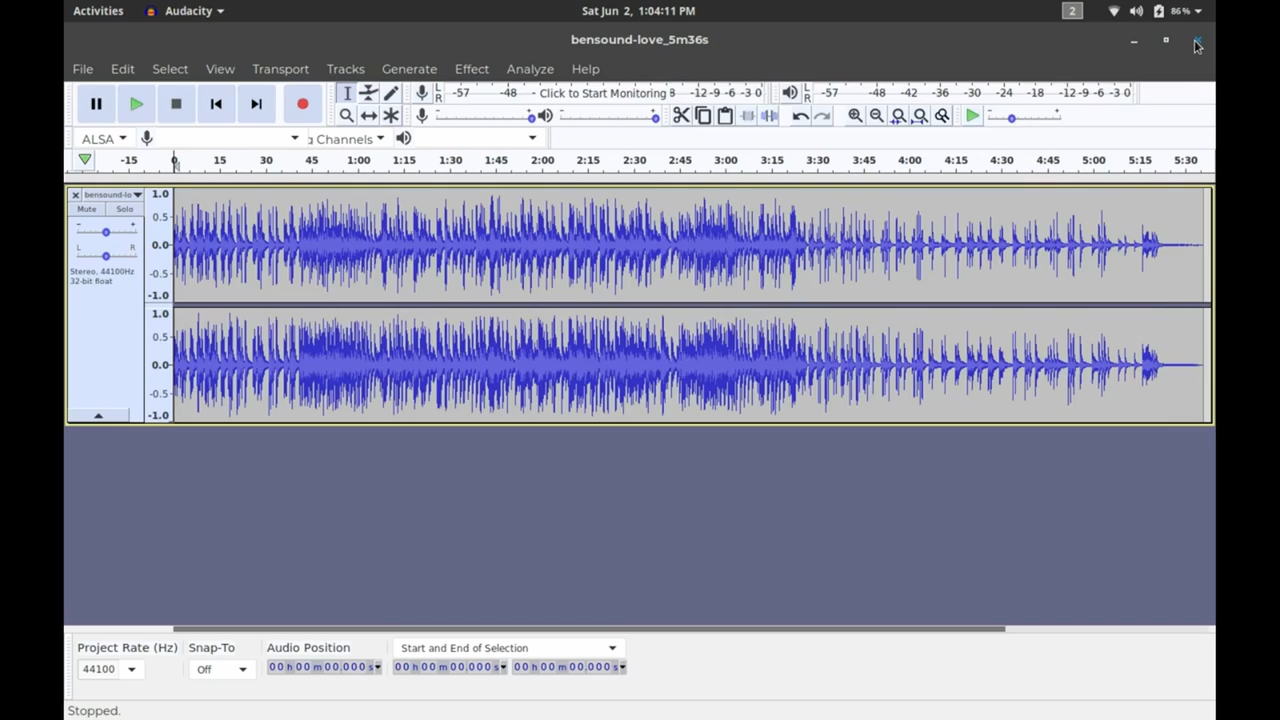 Activities Audacity Sat Jun 2, 1:04:11 PM 2 86%
bensound-love_5m36s
File Edit Select View Transport Tracks Generate Effect Analyze Help
L -57 -48 Click to Start Monitoring -12 -9 -6 -3 0 L -57 -48 -42 -36 -30 -24 -18 -12 -9 -6 -3 0
R R
ALSA Channels
-15 0 15 30 45 1:00 1:15 1:30 1:45 2:00 2:15 2:30 2:45 3:00 3:15 3:30 3:45 4:00 4:15 4:30 4:45 5:00 5:15 5:30
bensound-lo 1.0
Mute Solo 0.5
- + 0.0
L R -0.5
Stereo, 44100Hz -1.0
32-bit float
1.0
0.5
0.0
-0.5
-1.0
Project Rate (Hz) Snap-To Audio Position Start and End of Selection
44100 Off 00 h 00 m 00.000 s 00 h 00 m 00.000 s 00 h 00 m 00.000 s
Stopped.